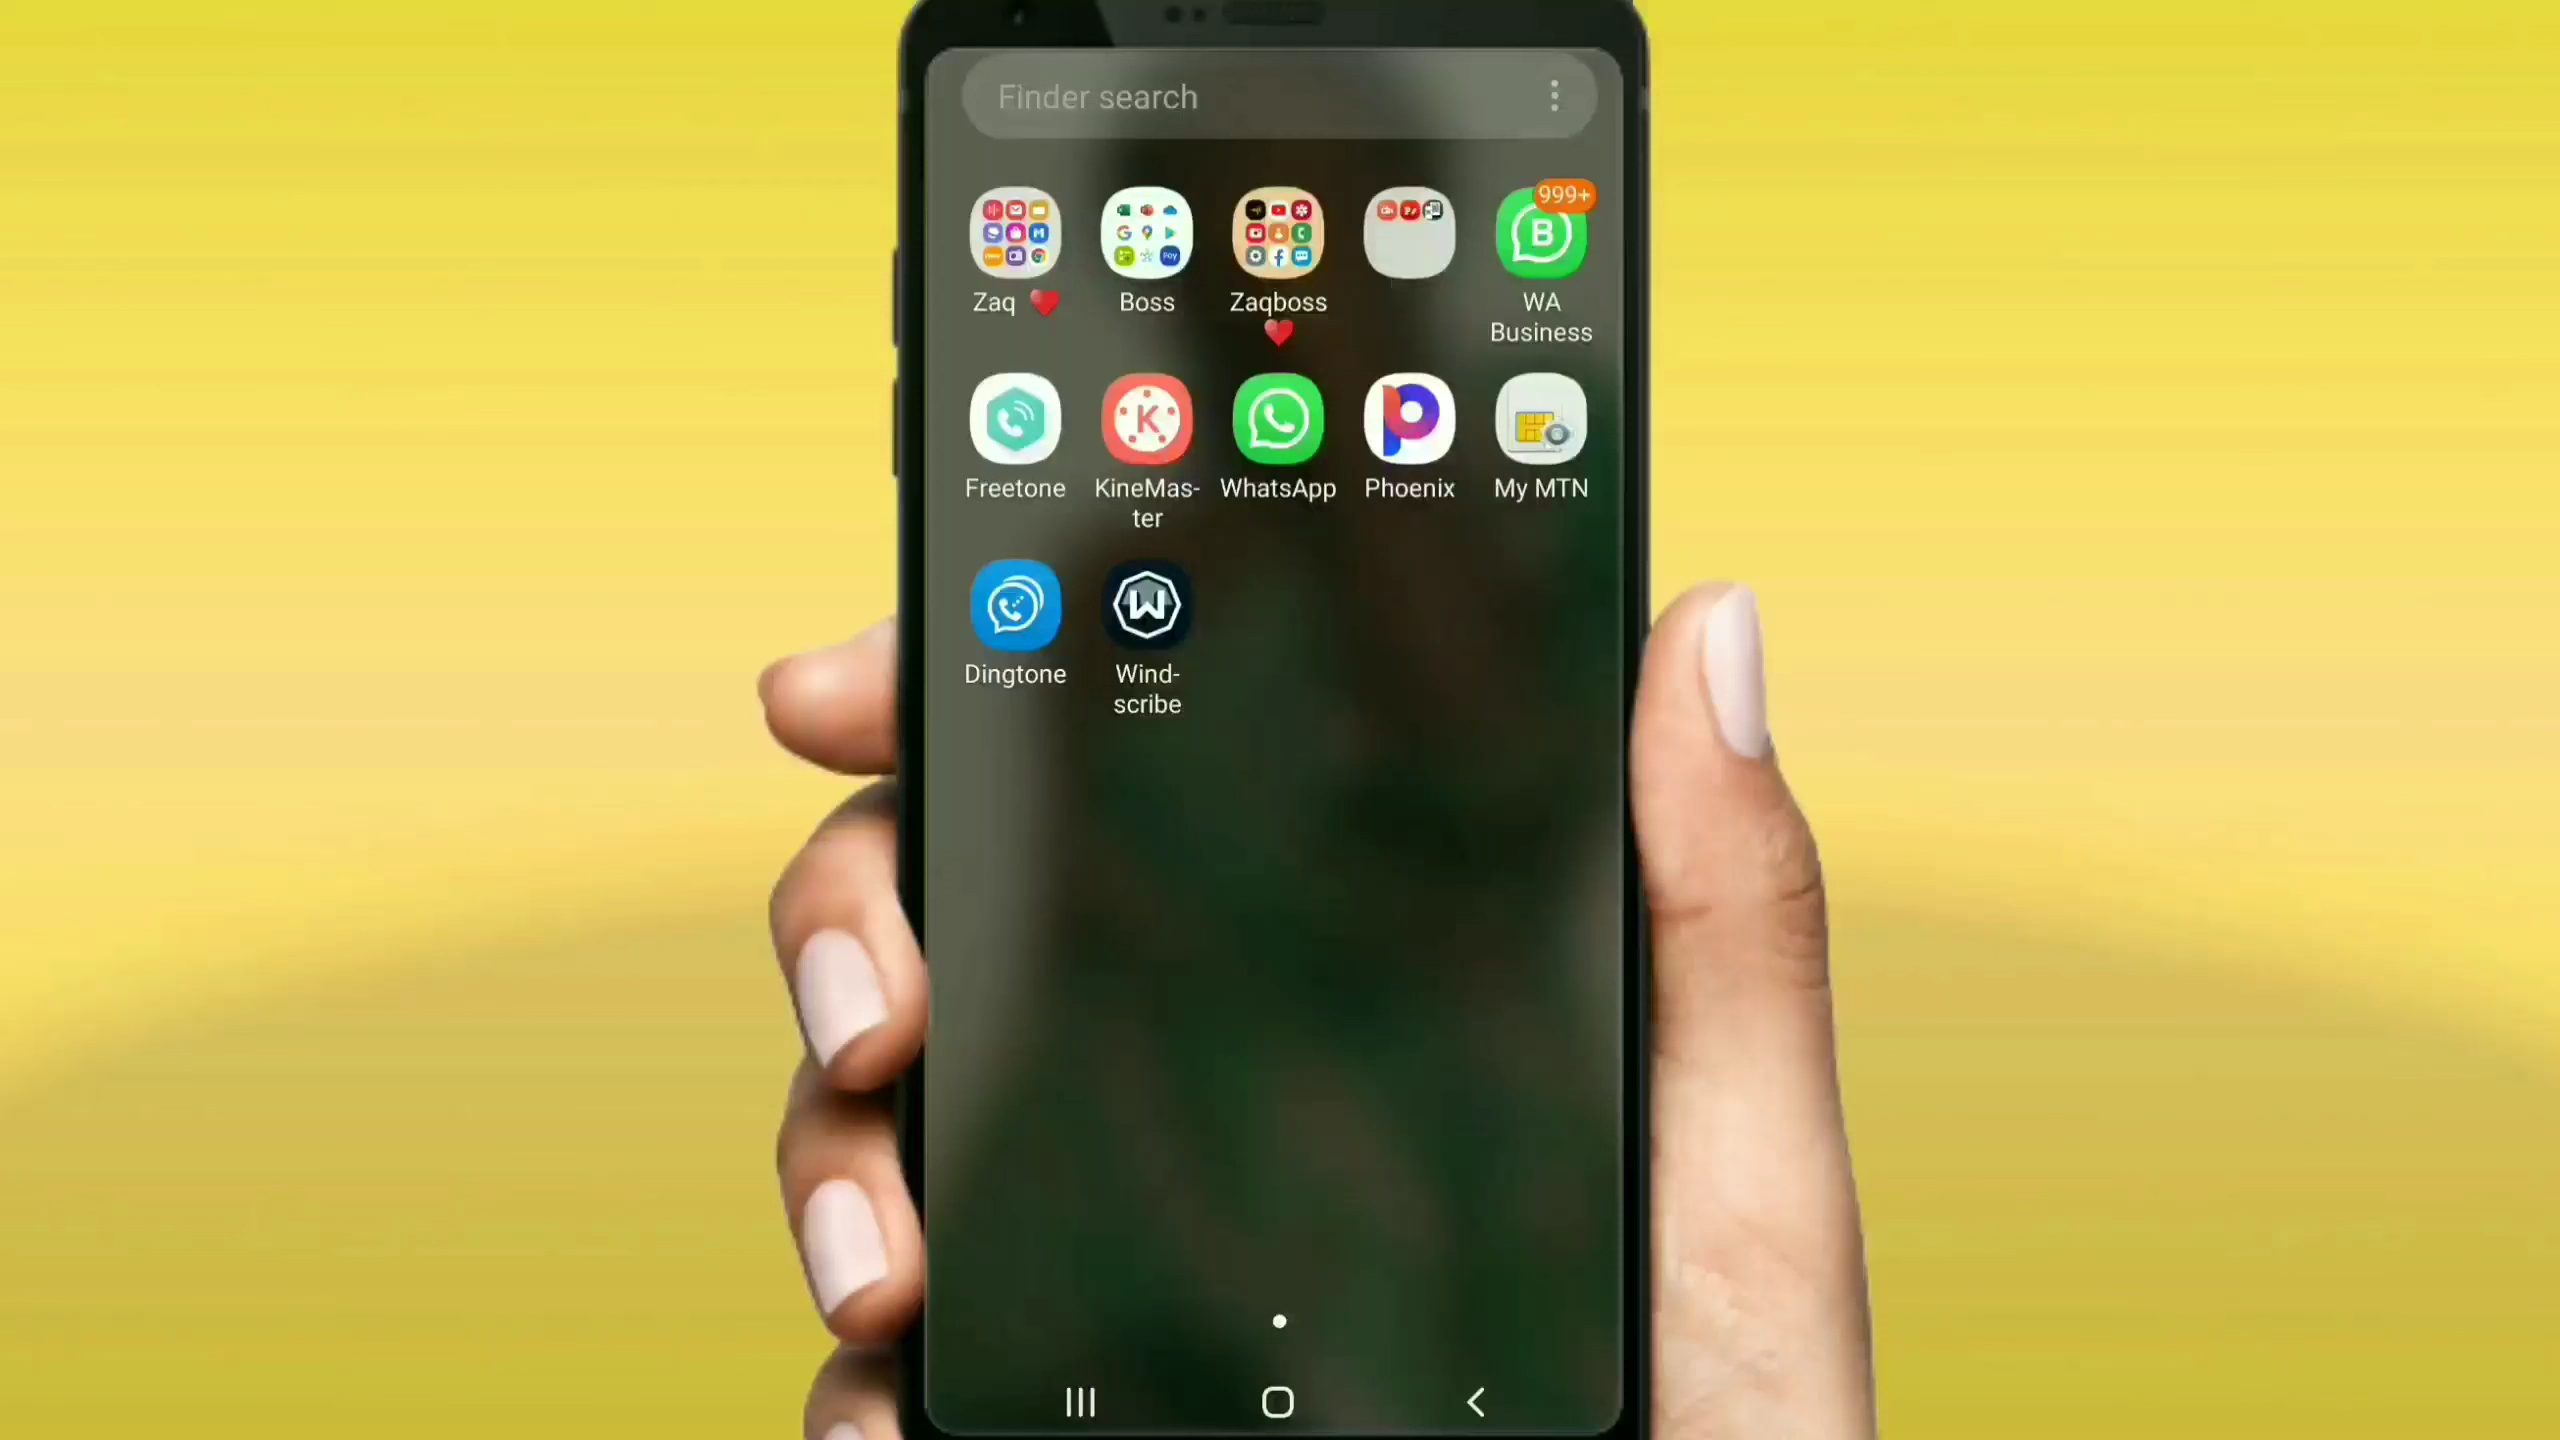 Finder search
999+
Zaq ❤️
Boss
Zaqboss
❤️
WA
Business
Freetone
KineMas-
ter
WhatsApp
Phoenix
My MTN
Dingtone
Wind-
scribe